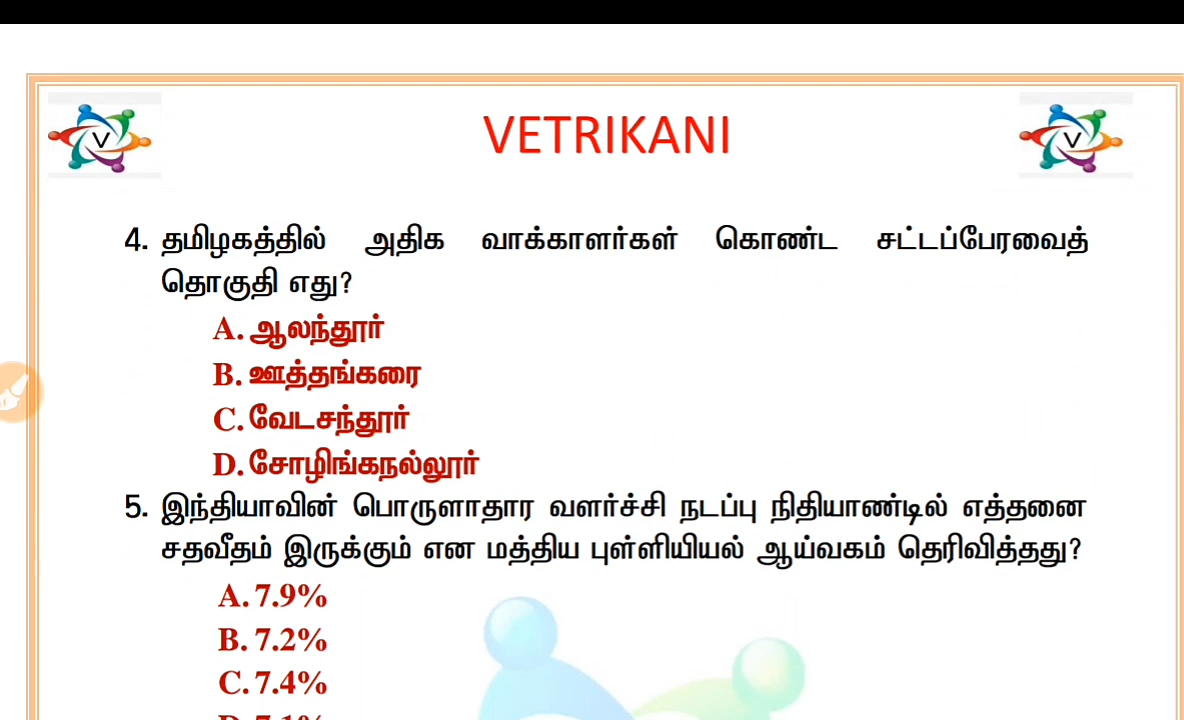 V
VETRIKANI
V
4. தமிழகத்தில் அதிக வாக்காளர்கள் கொண்ட சட்டப்பேரவைத்
தொகுதி எது?
A. ஆலந்தூர்
B. ஊத்தங்கரை
C. வேடசந்தூர்
D. சோழிங்கநல்லூர்
5. இந்தியாவின் பொருளாதார வளர்ச்சி நடப்பு நிதியாண்டில் எத்தனை
சதவீதம் இருக்கும் என மத்திய புள்ளியியல் ஆய்வகம் தெரிவித்தது?
A. 7.9%
B. 7.2%
C. 7.4%